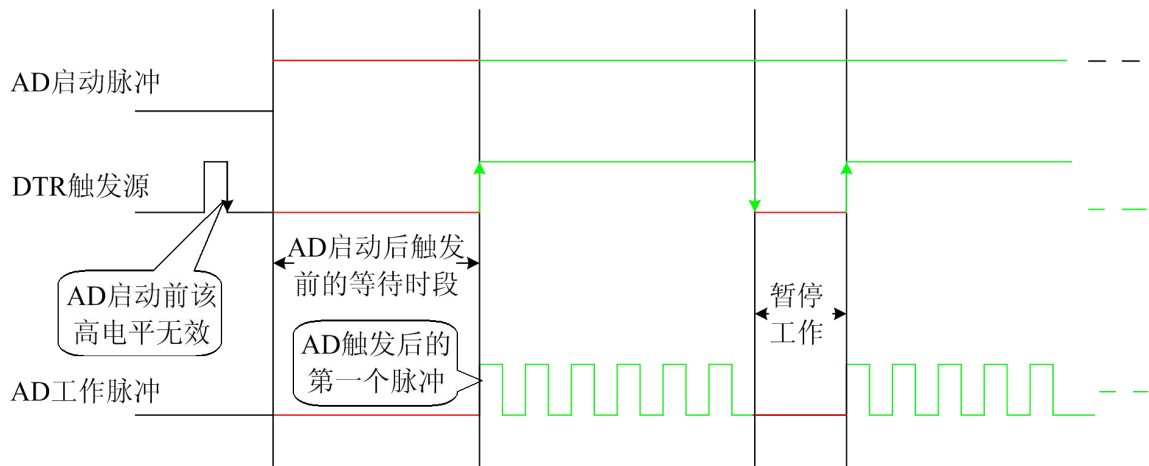 AD启动脉冲
DTR触发源
AD启动后触发
前的等待时段
AD启动前该
高电平无效
暂停
工作
AD触发后的
第一个脉冲
AD工作脉冲